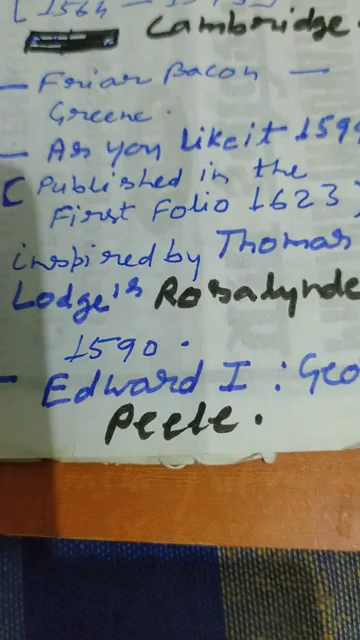 [ 1564 –
Cambridge.
– Friar Bacon –
Greene.
– As you Like it 159
[ Published in the
First Folio 1623
inspired by Thomas
Lodge's Rosalynde
1590.
– Edward I : Geo
Peele.